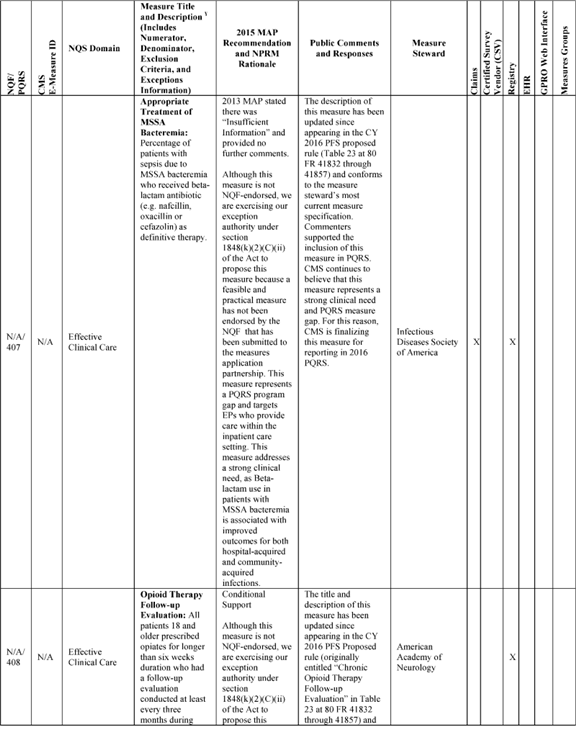 NQF/
PQRS
CMS
E-Measure ID
NQS Domain
Measure Title
and Description ¥
(Includes
Numerator,
Denominator,
Exclusion
Criteria, and
Exceptions
Information)
2015 MAP
Recommendation
and NPRM
Rationale
Public Comments
and Responses
Measure
Steward
Claims
Certified Survey
Vendor (CSV)
Registry
EHR
GPRO Web Interface
Measures Groups
N/A/
407
N/A
Effective
Clinical Care
Appropriate
Treatment of
MSSA
Bacteremia:
Percentage of
patients with
sepsis due to
MSSA bacteremia
who received beta-
lactam antibiotic
(e.g. nafcillin,
oxacillin or
cefazolin) as
definitive therapy.
2013 MAP stated
there was
“Insufficient
Information” and
provided no
further comments.
Although this
measure is not
NQF-endorsed, we
are exercising our
exception
authority under
section
1848(k)(2)(C)(ii)
of the Act to
propose this
measure because a
feasible and
practical measure
has not been
endorsed by the
NQF that has
been submitted to
the measures
application
partnership. This
measure represents
a PQRS program
gap and targets
EPs who provide
care within the
inpatient care
setting. This
measure addresses
a strong clinical
need, as Beta-
lactam use in
patients with
MSSA bacteremia
is associated with
improved
outcomes for both
hospital-acquired
and community-
acquired
infections.
The description of
this measure has been
updated since
appearing in the CY
2016 PFS proposed
rule (Table 23 at 80
FR 41832 through
41857) and conforms
to the measure
steward’s most
current measure
specification.
Commenters
supported the
inclusion of this
measure in PQRS.
CMS continues to
believe that this
measure represents a
strong clinical need
and PQRS measure
gap. For this reason,
CMS is finalizing
this measure for
reporting in 2016
PQRS.
Infectious
Diseases Society
of America
X
X
N/A/
408
N/A
Effective
Clinical Care
Opioid Therapy
Follow-up
Evaluation: All
patients 18 and
older prescribed
opiates for longer
than six weeks
duration who had
a follow-up
evaluation
conducted at least
every three
months during
Conditional
Support
Although this
measure is not
NQF-endorsed, we
are exercising our
exception
authority under
section
1848(k)(2)(C)(ii)
of the Act to
propose this
The title and
description of this
measure has been
updated since
appearing in the CY
2016 PFS Proposed
rule (originally
entitled “Chronic
Opioid Therapy
Follow-up
Evaluation” in Table
23 at 80 FR 41832
through 41857) and
American
Academy of
Neurology
X